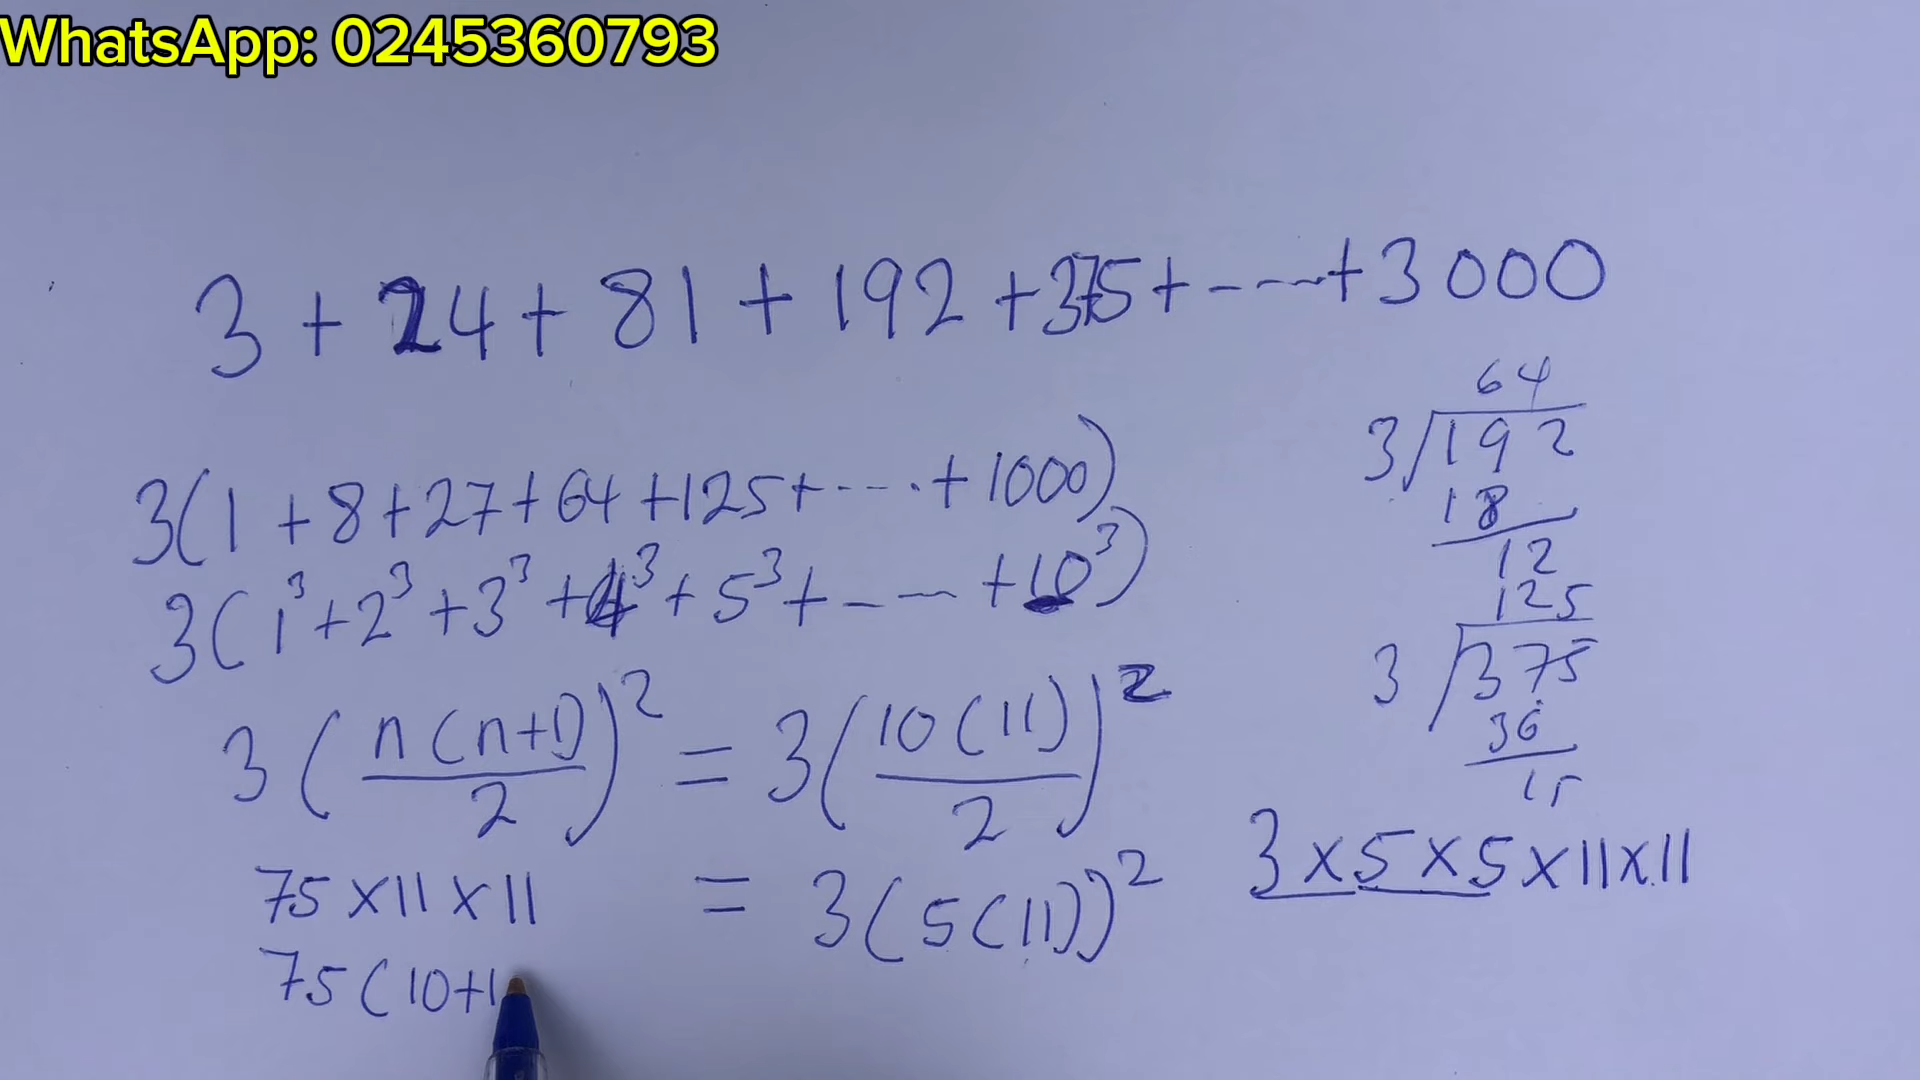 WhatsApp: 0245360793
3 + 24 + 81 + 192 + 375 + ----- + 3000
3(1 + 8 + 27 + 64 + 125 + ---- + 1000)
3(1³ + 2³ + 3³ + 4³ + 5³ + --- + 10³)
3(n(n+1)/2)² = 3(10(11)/2)²
75 × 11 × 11 = 3(5(11))²
75(10+1
64
3 192
18
12
125
3 375
36
15
3 × 5 × 5 × 11 × 11